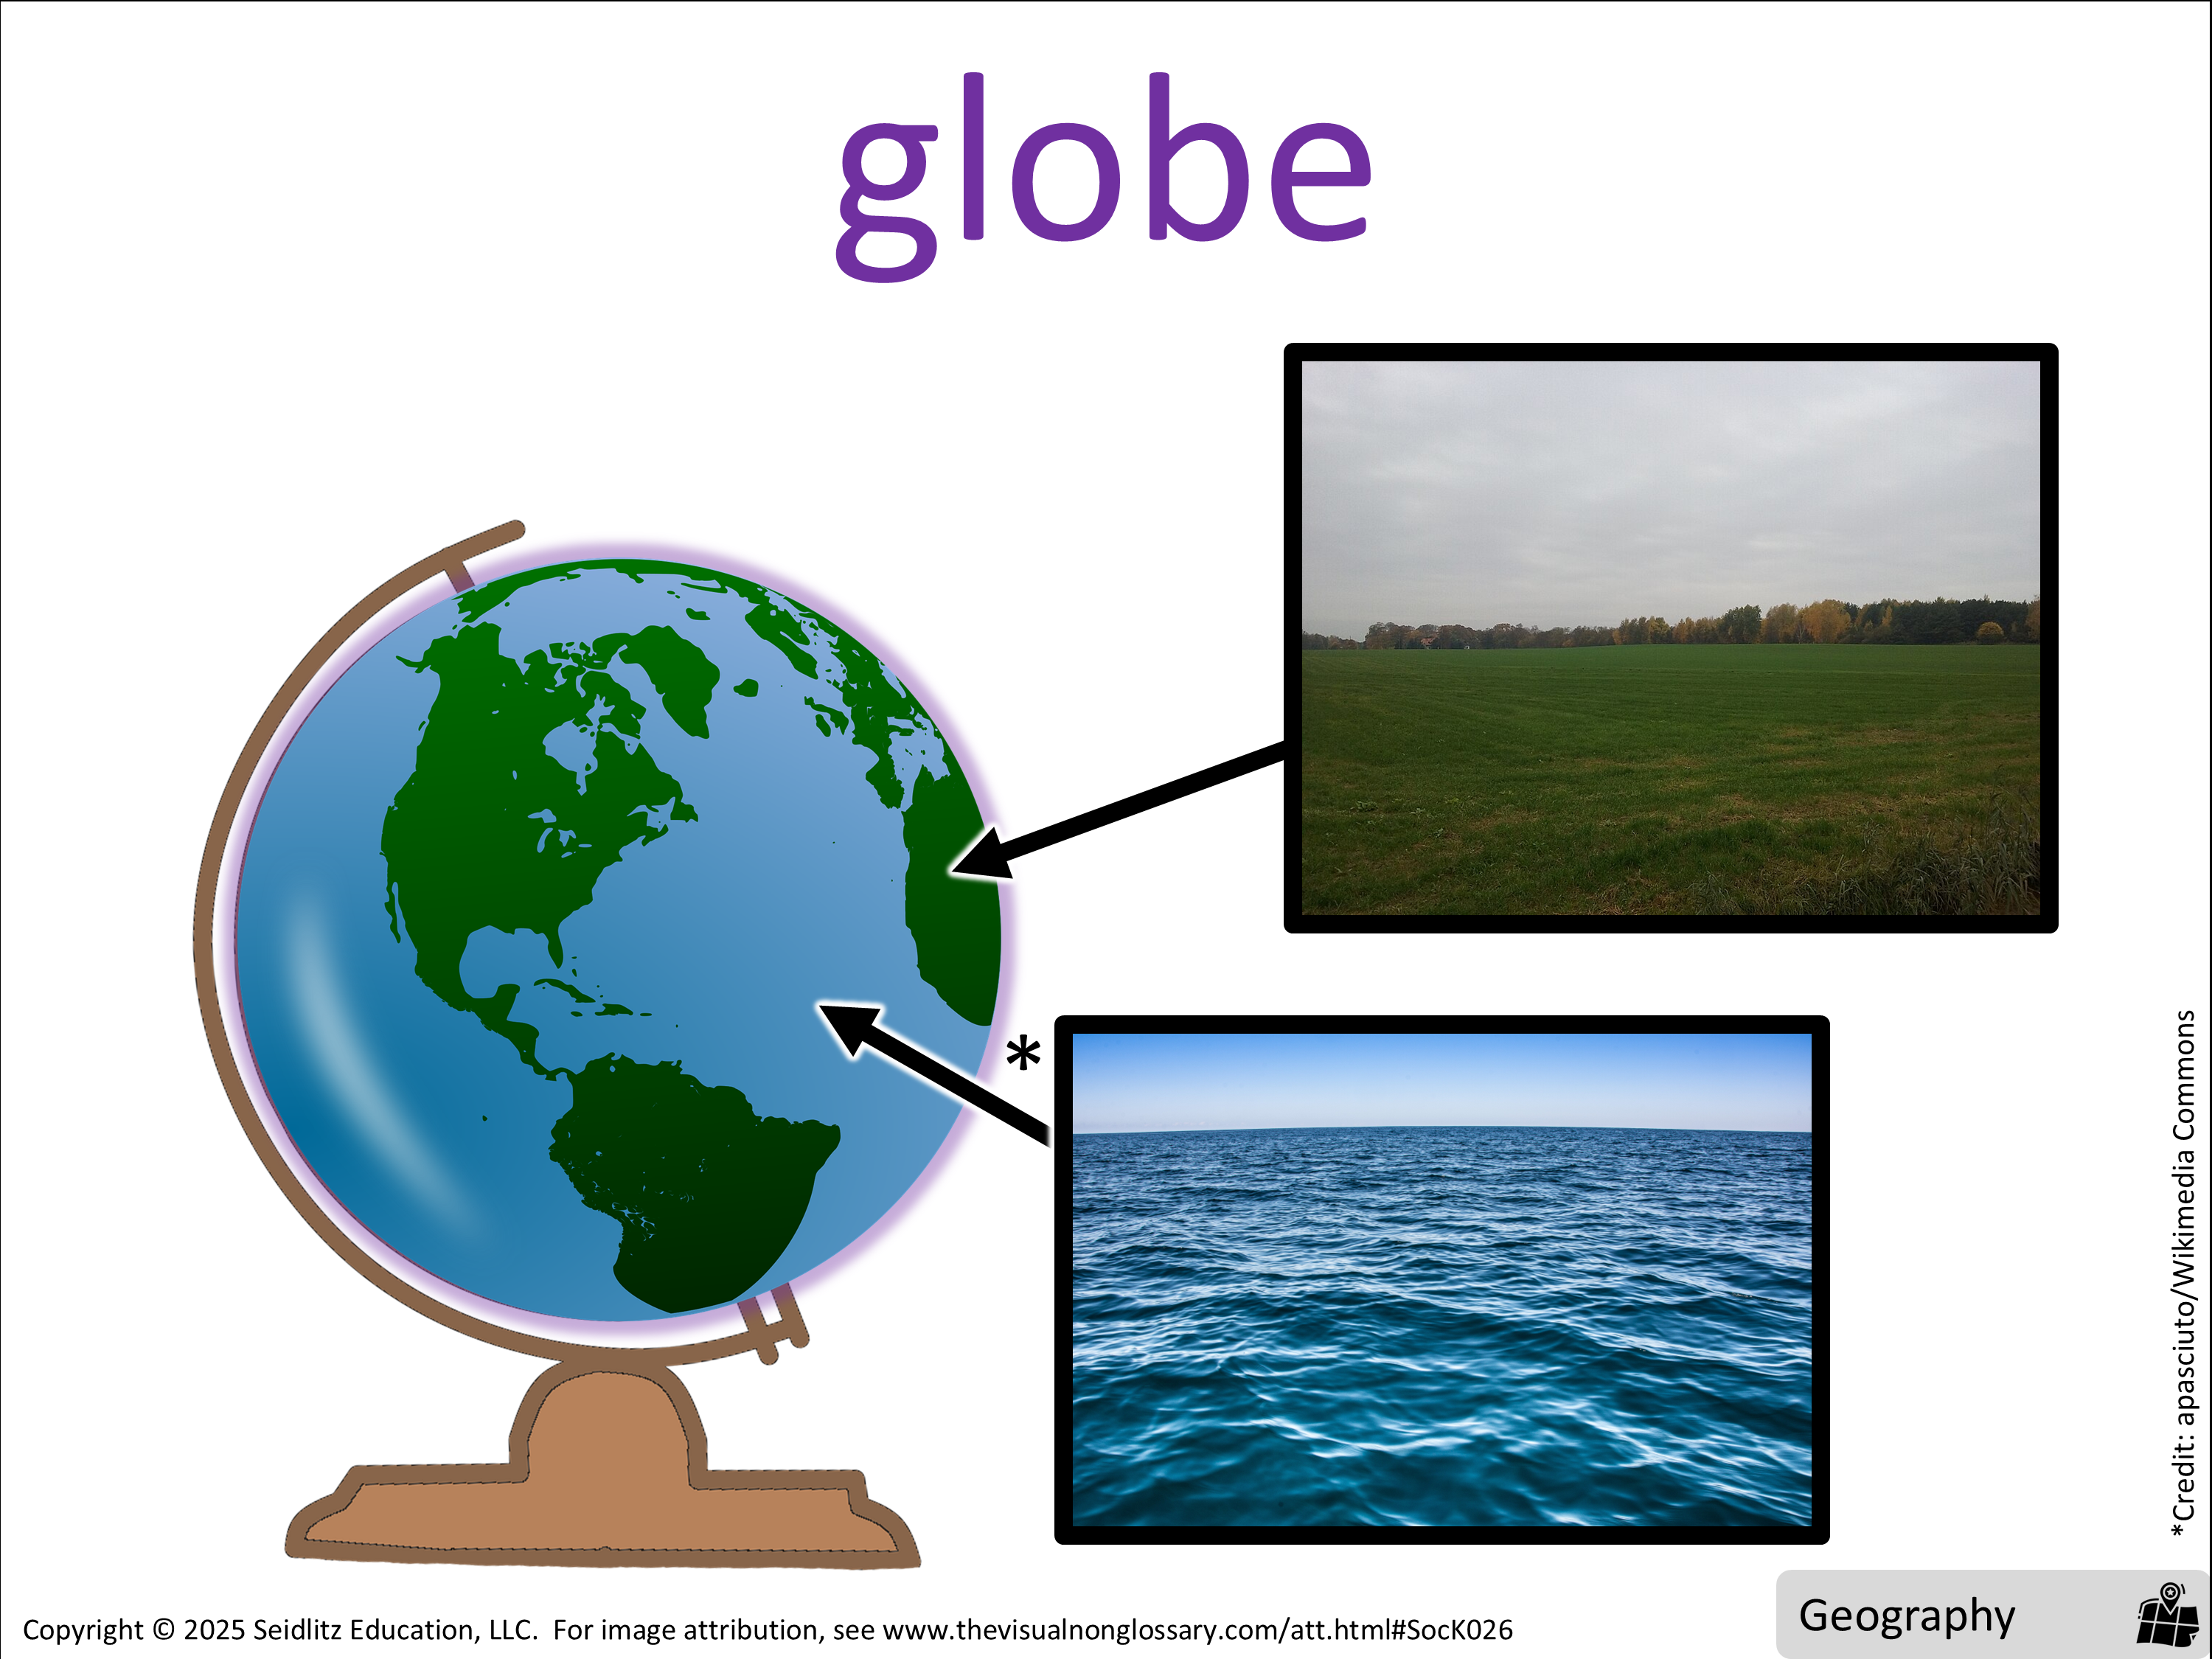 globe
*
*Credit: apasciuto/Wikimedia Commons
Copyright © 2025 Seidlitz Education, LLC.  For image attribution, see www.thevisualnonglossary.com/att.html#SocK026
Geography